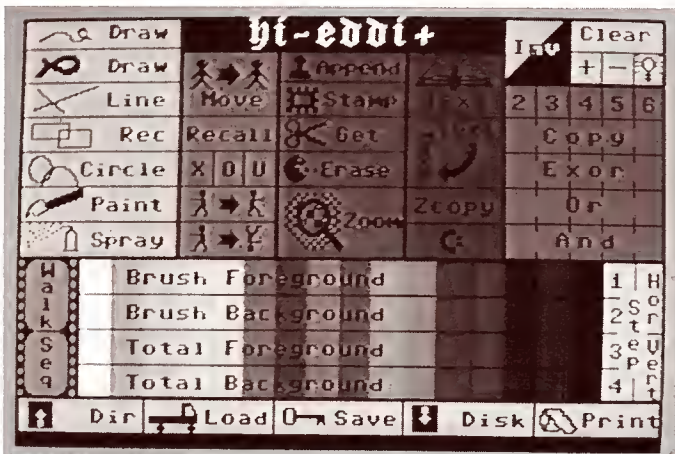 Draw
hi-eddi+
Inv
Clear
Draw
Append
+ -
Line
Move
Stamp
Text
2 3 4 5 6
Rec
Recall
Get
Copy
Circle
X O U
Erase
Exor
Paint
Zoom
Zcopy
Or
Spray
C:
And
Walk
Seq
Brush Foreground
Brush Background
Total Foreground
Total Background
1 2 3 4
Step
Hor
Vert
Dir
Load
Save
Disk
Print